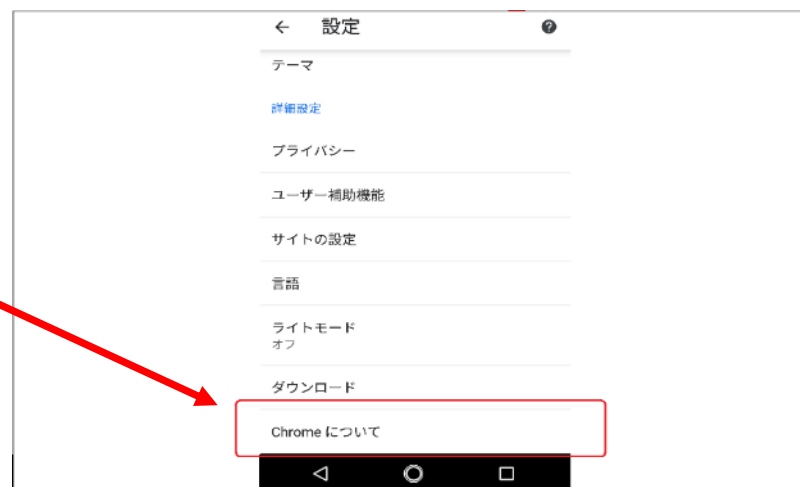 設定
テーマ
詳細設定
プライバシー
ユーザー補助機能
サイトの設定
言語
ライトモード
オフ
ダウンロード
Chrome について